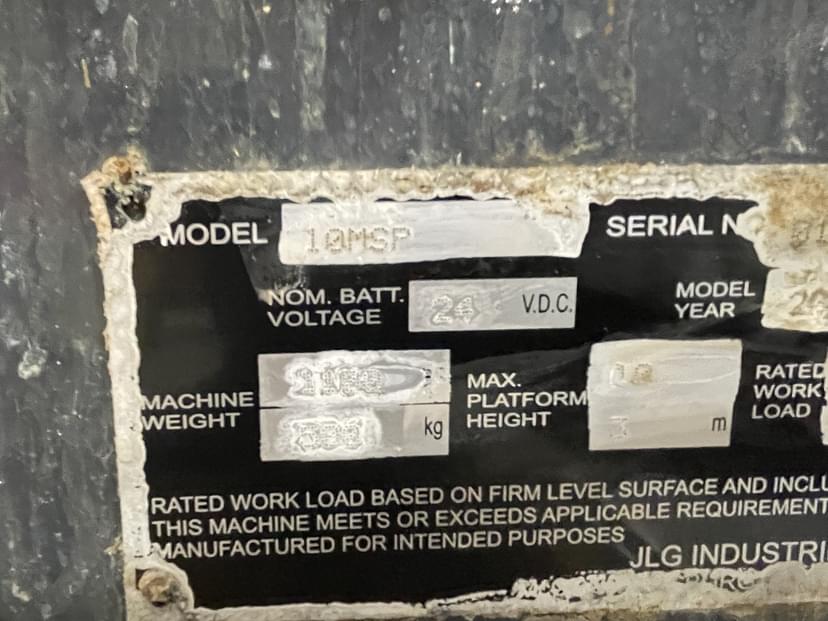 MODEL 10MSP SERIAL N
NOM. BATT. VOLTAGE 24 V.D.C. MODEL YEAR
MACHINE WEIGHT kg MAX. PLATFORM HEIGHT 10 3 m RATED WORK LOAD
RATED WORK LOAD BASED ON FIRM LEVEL SURFACE AND INCLU
THIS MACHINE MEETS OR EXCEEDS APPLICABLE REQUIREMENT
MANUFACTURED FOR INTENDED PURPOSES
JLG INDUSTRI